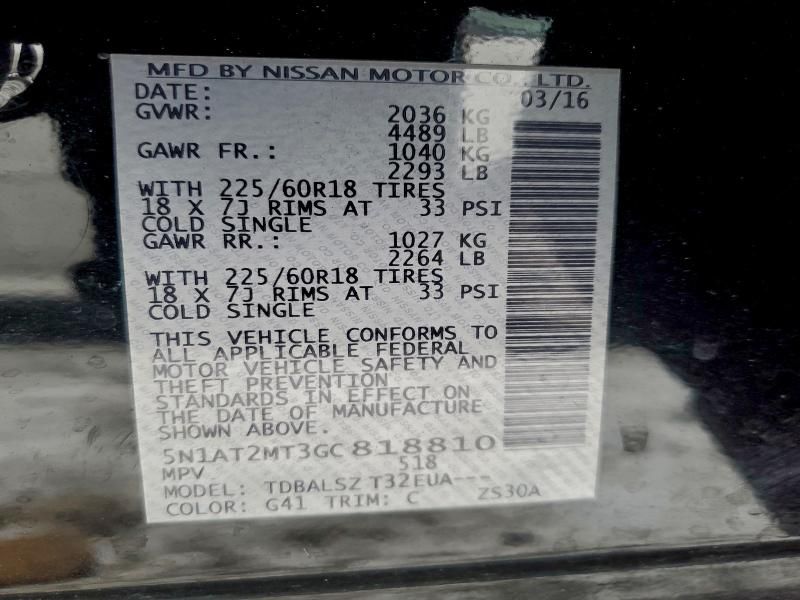 MFD BY NISSAN MOTOR CO., LTD.
DATE: 03/16
GVWR: 2036 KG
4489 LB
GAWR FR.: 1040 KG
2293 LB
WITH 225/60R18 TIRES
18 X 7J RIMS AT 33 PSI
COLD SINGLE
GAWR RR.: 1027 KG
2264 LB
WITH 225/60R18 TIRES
18 X 7J RIMS AT 33 PSI
COLD SINGLE
THIS VEHICLE CONFORMS TO
ALL APPLICABLE FEDERAL
MOTOR VEHICLE SAFETY AND
THEFT PREVENTION
STANDARDS IN EFFECT ON
THE DATE OF MANUFACTURE
SHOWN ABOVE.
5N1AT2MT3GC818810
MPV 518
MODEL: TDBALSZ T32EUA---
COLOR: G41 TRIM: C ZS30A